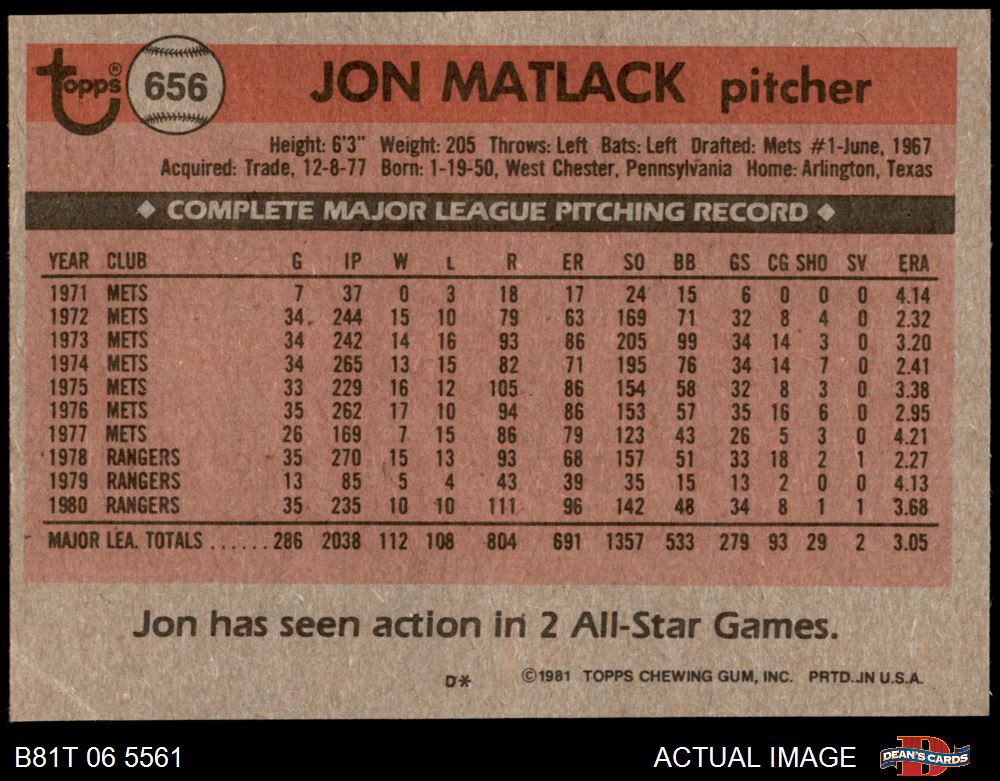 topps® 656 JON MATLACK pitcher
Height: 6'3" Weight: 205 Throws: Left Bats: Left Drafted: Mets #1-June, 1967
Acquired: Trade, 12-8-77 Born: 1-19-50, West Chester, Pennsylvania Home: Arlington, Texas
◆ COMPLETE MAJOR LEAGUE PITCHING RECORD ◆
YEAR CLUB G IP W L R ER SO BB GS CG SHO SV ERA
1971 METS 7 37 0 3 18 17 24 15 6 0 0 0 4.14
1972 METS 34 244 15 10 79 63 169 71 32 8 4 0 2.32
1973 METS 34 242 14 16 93 86 205 99 34 14 3 0 3.20
1974 METS 34 265 13 15 82 71 195 76 34 14 7 0 2.41
1975 METS 33 229 16 12 105 86 154 58 32 8 3 0 3.38
1976 METS 35 262 17 10 94 86 153 57 35 16 6 0 2.95
1977 METS 26 169 7 15 86 79 123 43 26 5 3 0 4.21
1978 RANGERS 35 270 15 13 93 68 157 51 33 18 2 1 2.27
1979 RANGERS 13 85 5 4 43 39 35 15 13 2 0 0 4.13
1980 RANGERS 35 235 10 10 111 96 142 48 34 8 1 1 3.68
MAJOR LEA. TOTALS ...... 286 2038 112 108 804 691 1357 533 279 93 29 2 3.05
Jon has seen action in 2 All-Star Games.
D* ©1981 TOPPS CHEWING GUM, INC. PRTD. IN U.S.A.
B81T 06 5561 ACTUAL IMAGE DEAN'S CARDS